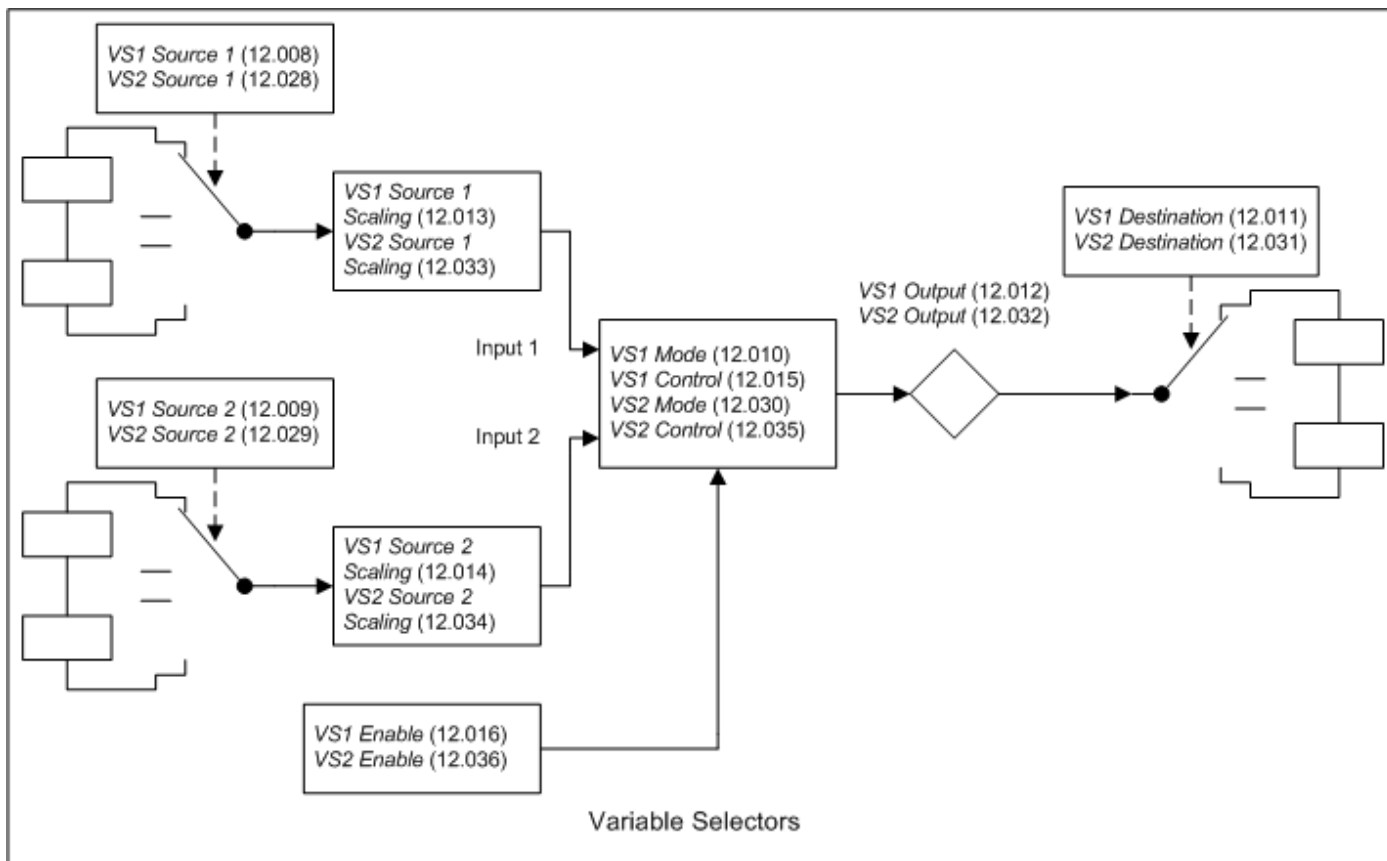 VS1 Source 1 (12.008)
VS2 Source 1 (12.028)
VS1 Source 1
Scaling (12.013)
VS2 Source 1
Scaling (12.033)
VS1 Destination (12.011)
VS2 Destination (12.031)
VS1 Output (12.012)
VS2 Output (12.032)
Input 1
VS1 Mode (12.010)
VS1 Control (12.015)
VS2 Mode (12.030)
VS2 Control (12.035)
VS1 Source 2 (12.009)
VS2 Source 2 (12.029)
Input 2
VS1 Source 2
Scaling (12.014)
VS2 Source 2
Scaling (12.034)
VS1 Enable (12.016)
VS2 Enable (12.036)
Variable Selectors